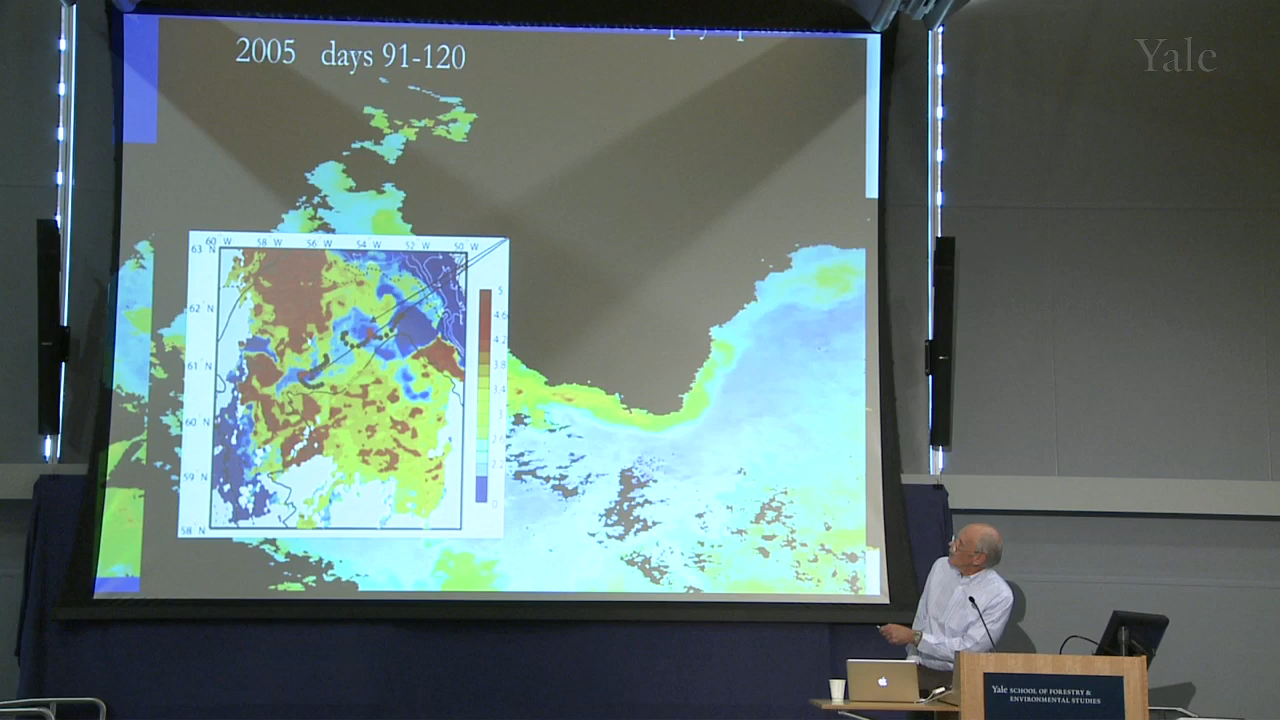 2005 days 91-120
Yale
60 W 58 W 56 W 54 W 52 W 50 W
63 N
62 N
61 N
60 N
59 N
58 N
5
4.6
4.2
3.8
3.4
3
2.6
2.2
0
Yale SCHOOL OF FORESTRY &
ENVIRONMENTAL STUDIES